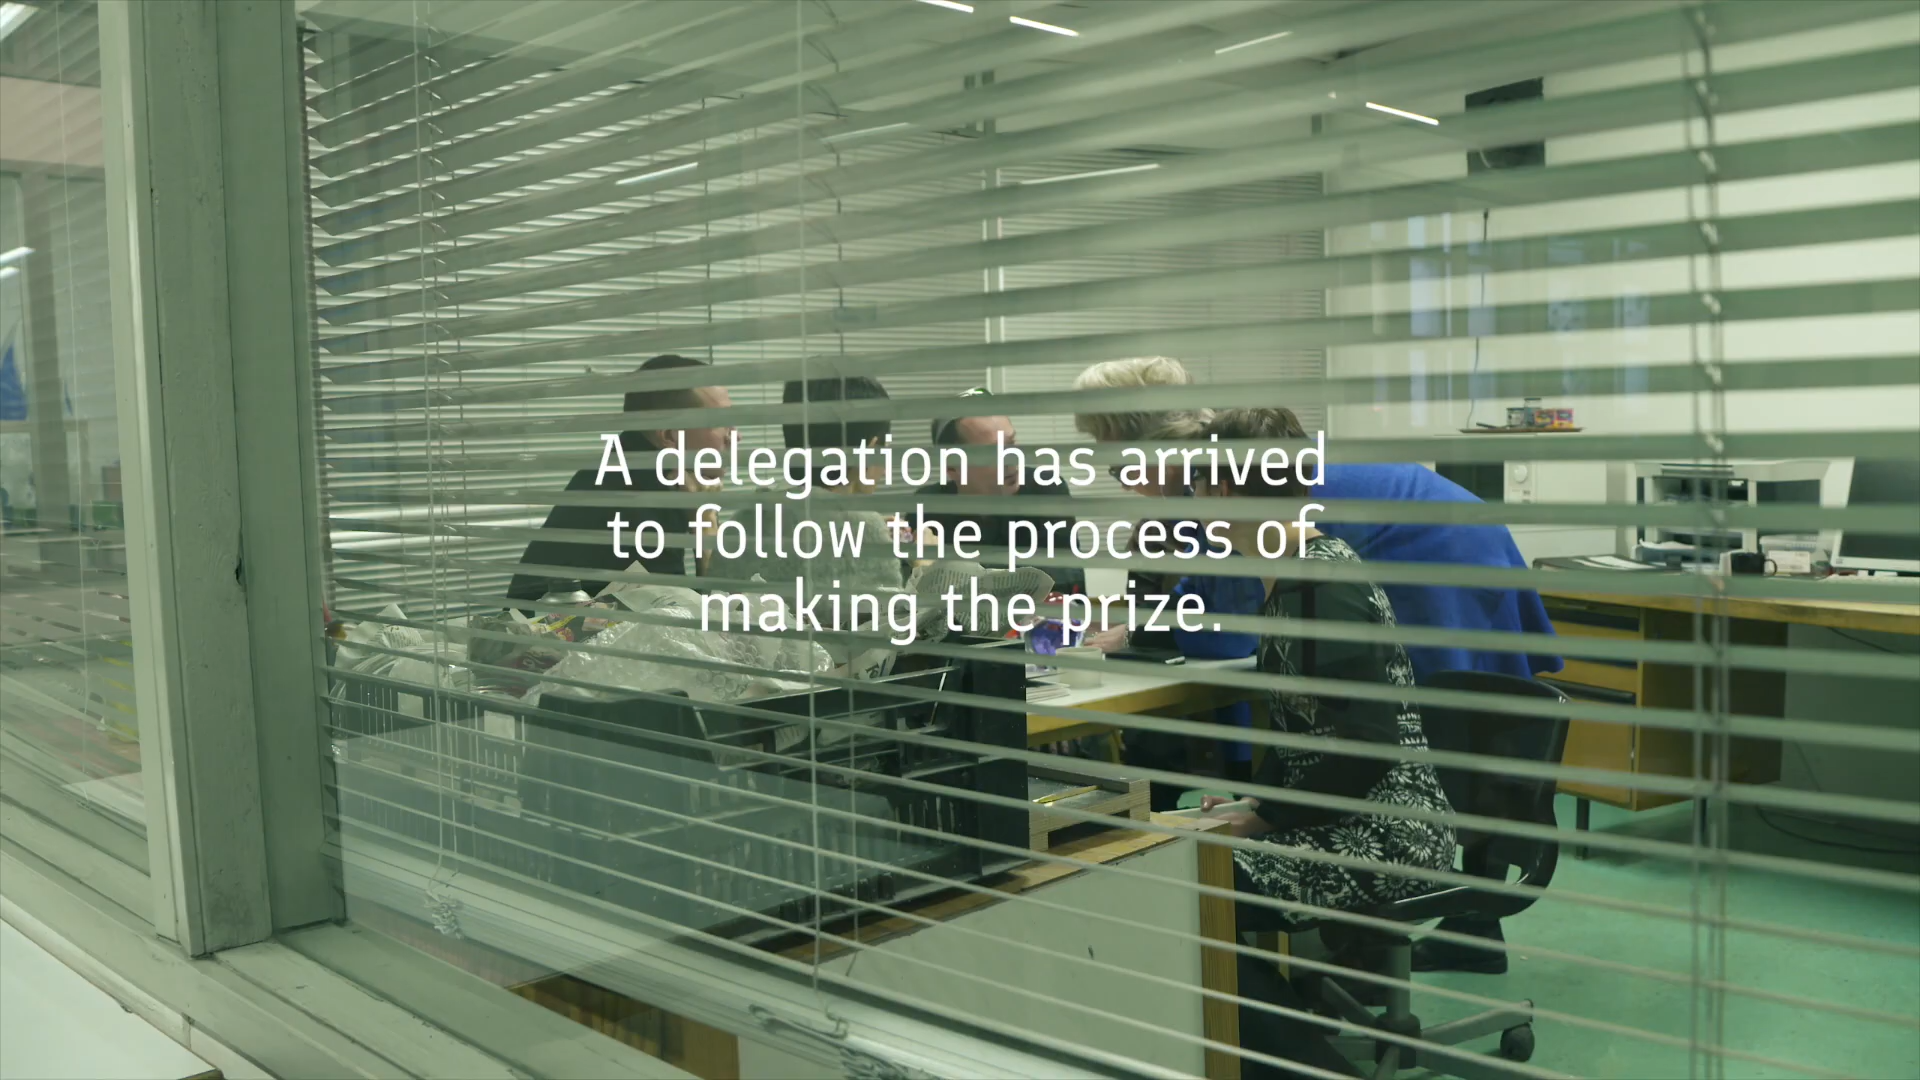 A delegation has arrived
to follow the process of
making the prize.